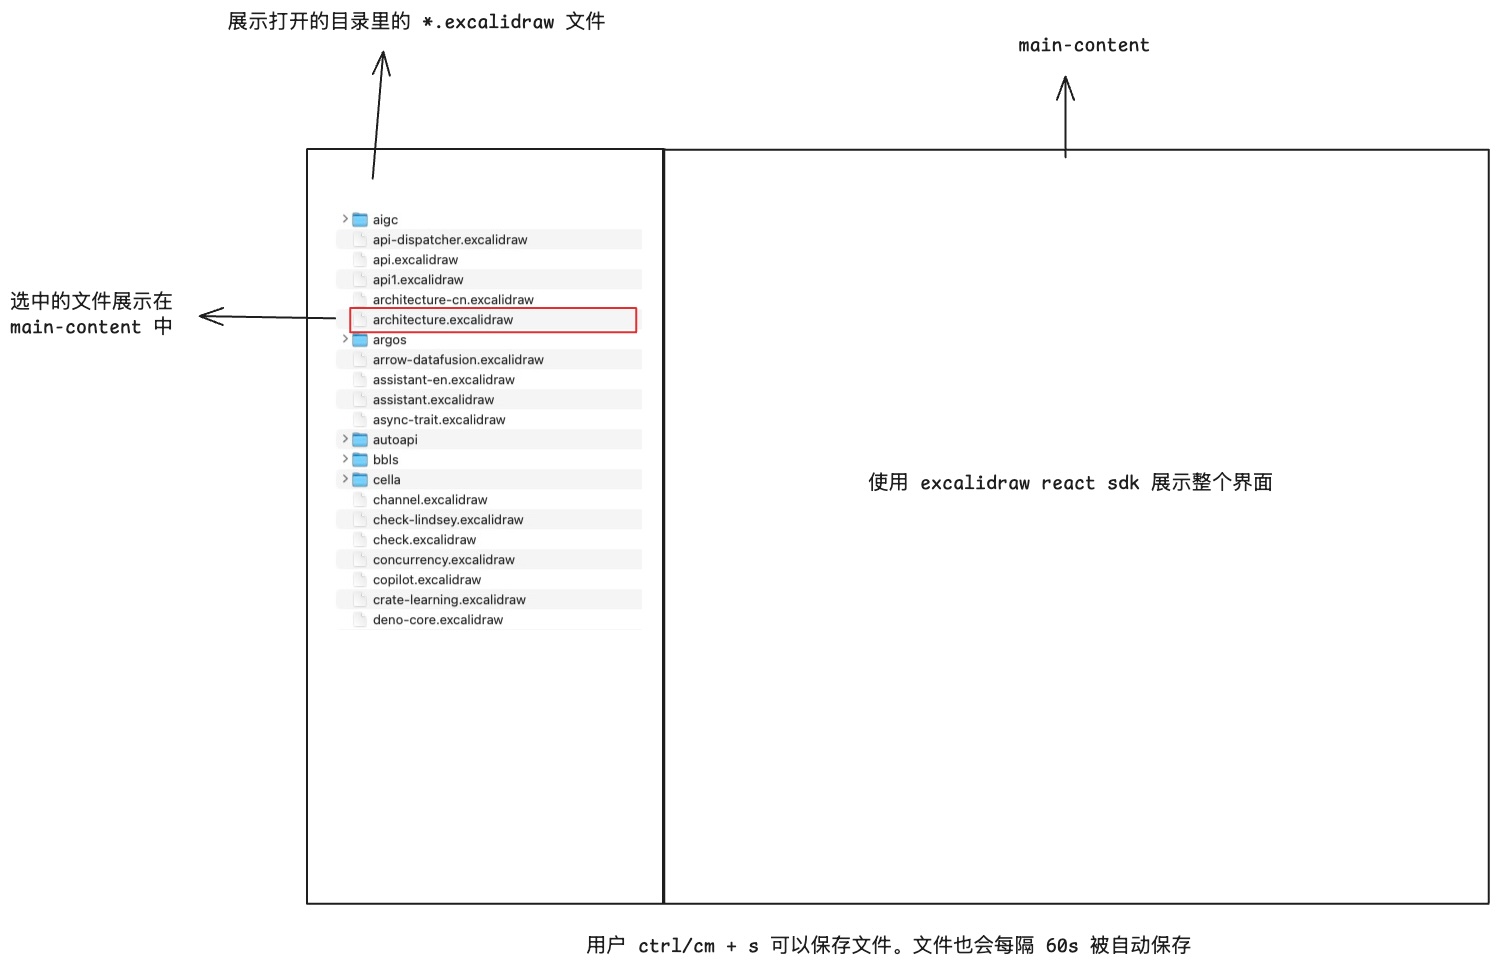 展示打开的目录里的 *.excalidraw 文件
main-content
aigc
api-dispatcher.excalidraw
api.excalidraw
api1.excalidraw
architecture-cn.excalidraw
architecture.excalidraw
argos
arrow-datafusion.excalidraw
assistant-en.excalidraw
assistant.excalidraw
async-trait.excalidraw
autoapi
bbls
cella
channel.excalidraw
check-lindsey.excalidraw
check.excalidraw
concurrency.excalidraw
copilot.excalidraw
crate-learning.excalidraw
deno-core.excalidraw
选中的文件展示在
main-content 中
使用 excalidraw react sdk 展示整个界面
用户 ctrl/cm + s 可以保存文件。文件也会每隔 60s 被自动保存